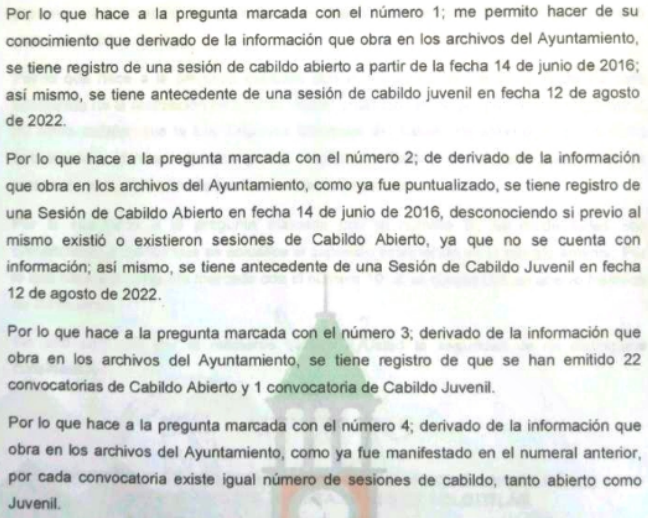 Por lo que hace a la pregunta marcada con el número 1; me permito hacer de su
conocimiento que derivado de la información que obra en los archivos del Ayuntamiento,
se tiene registro de una sesión de cabildo abierto a partir de la fecha 14 de junio de 2016;
así mismo, se tiene antecedente de una sesión de cabildo juvenil en fecha 12 de agosto
de 2022.
Por lo que hace a la pregunta marcada con el número 2; de derivado de la información
que obra en los archivos del Ayuntamiento, como ya fue puntualizado, se tiene registro de
una Sesión de Cabildo Abierto en fecha 14 de junio de 2016, desconociendo si previo al
mismo existió o existieron sesiones de Cabildo Abierto, ya que no se cuenta con
información; así mismo, se tiene antecedente de una Sesión de Cabildo Juvenil en fecha
12 de agosto de 2022.
Por lo que hace a la pregunta marcada con el número 3; derivado de la información que
obra en los archivos del Ayuntamiento, se tiene registro de que se han emitido 22
convocatorias de Cabildo Abierto y 1 convocatoria de Cabildo Juvenil.
Por lo que hace a la pregunta marcada con el número 4; derivado de la información que
obra en los archivos del Ayuntamiento, como ya fue manifestado en el numeral anterior,
por cada convocatoria existe igual número de sesiones de cabildo, tanto abierto como
Juvenil.